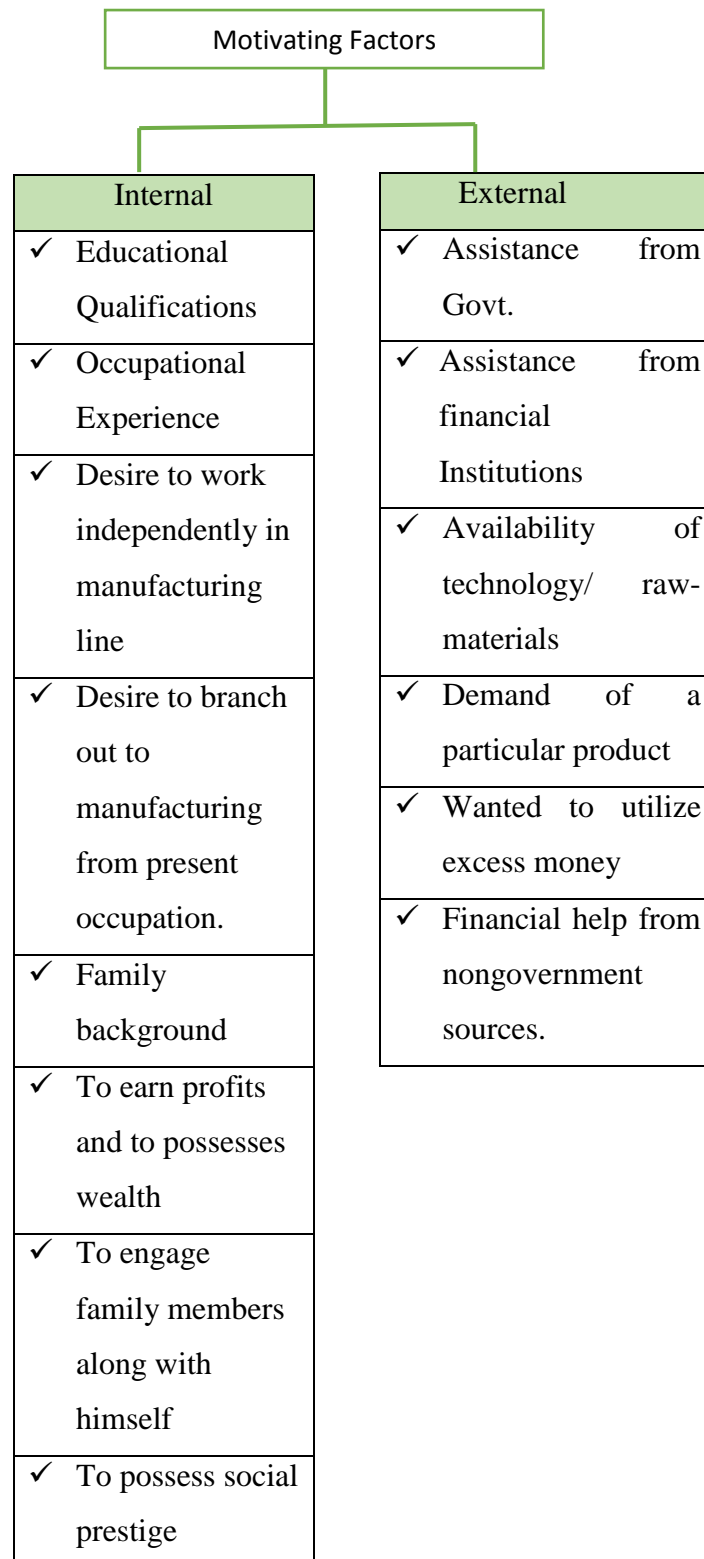 Motivating Factors
Internal
✓ Educational
Qualifications
✓ Occupational
Experience
✓ Desire to work
independently in
manufacturing
line
✓ Desire to branch
out to
manufacturing
from present
occupation.
✓ Family
background
✓ To earn profits
and to possesses
wealth
✓ To engage
family members
along with
himself
✓ To possess social
prestige
External
✓ Assistance from
Govt.
✓ Assistance from
financial
Institutions
✓ Availability of
technology/ raw-
materials
✓ Demand of a
particular product
✓ Wanted to utilize
excess money
✓ Financial help from
nongovernment
sources.